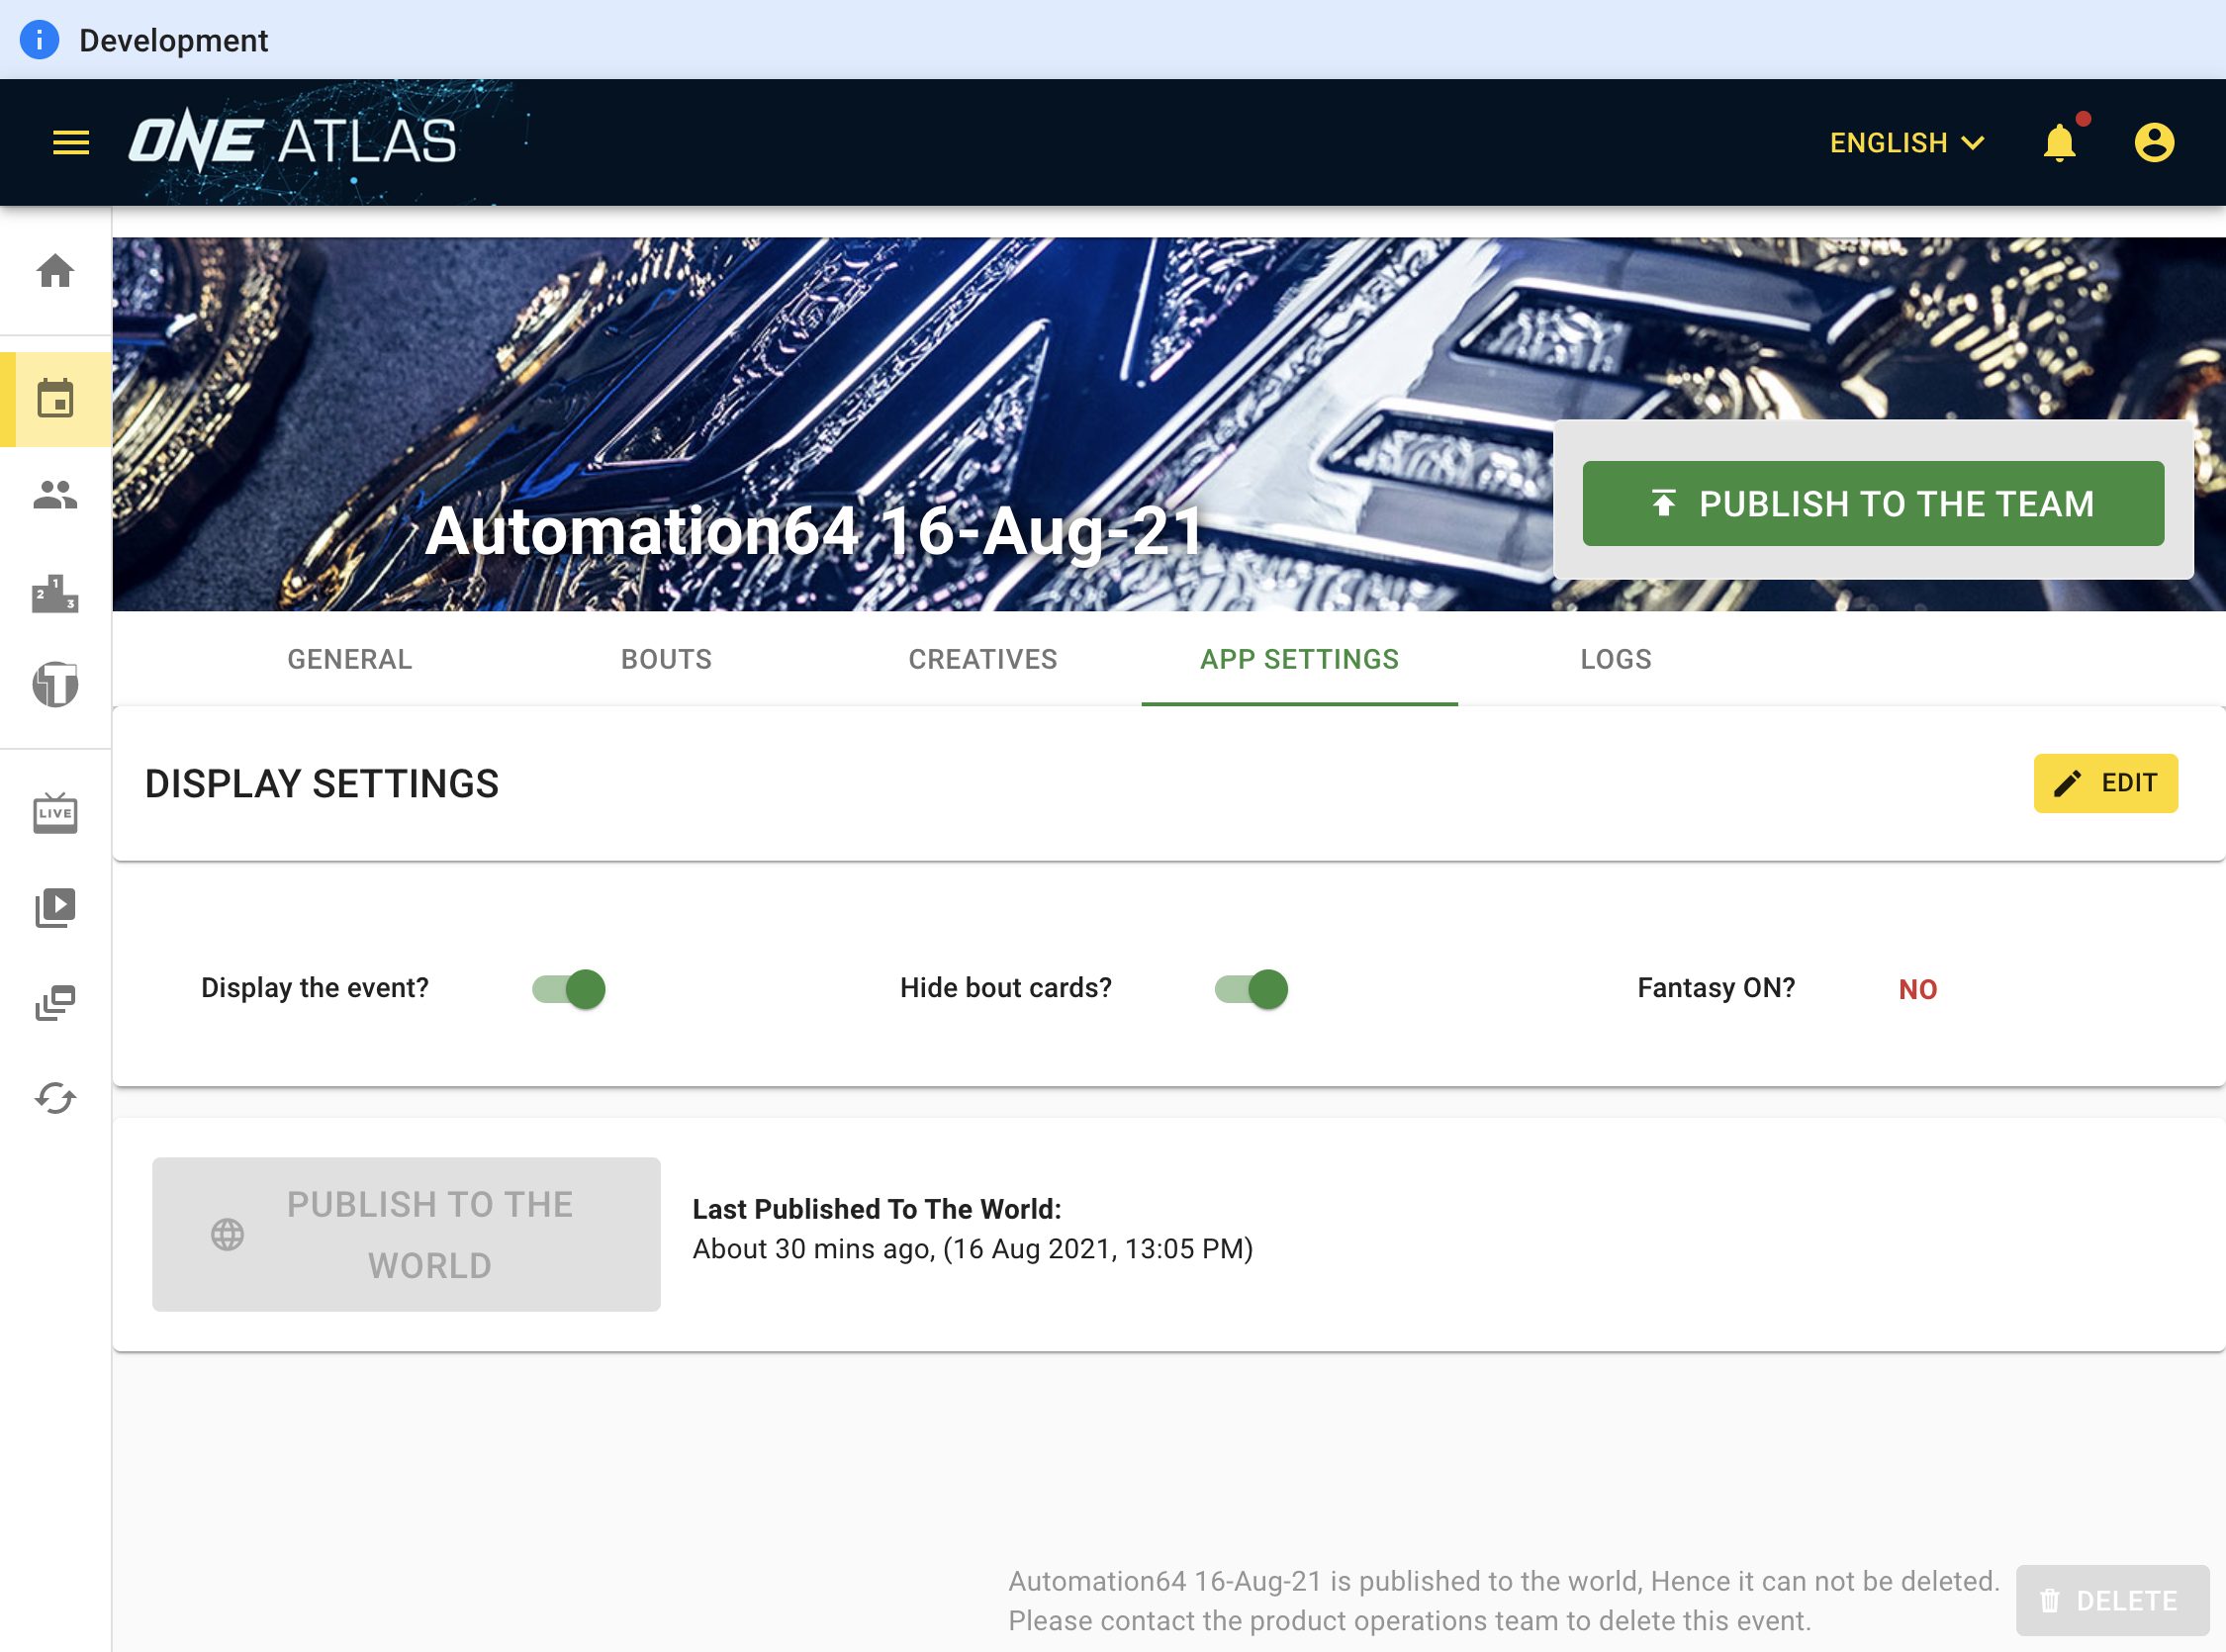 Development
ONE ATLAS
ENGLISH
Automation64 16-Aug-21
PUBLISH TO THE TEAM
GENERAL
BOUTS
CREATIVES
APP SETTINGS
LOGS
DISPLAY SETTINGS
EDIT
LIVE
Display the event?
Hide bout cards?
Fantasy ON?
NO
PUBLISH TO THE
WORLD
Last Published To The World:
About 30 mins ago, (16 Aug 2021, 13:05 PM)
Automation64 16-Aug-21 is published to the world, Hence it can not be deleted.
Please contact the product operations team to delete this event.
DELETE